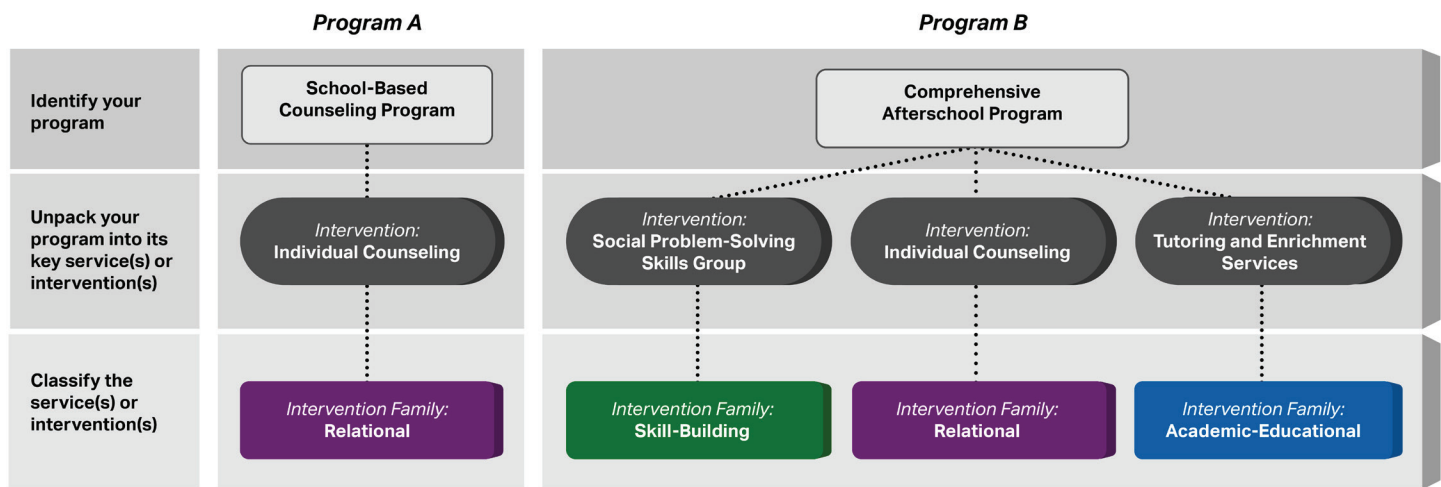 Program A
Program B
Identify your
program
School-Based
Counseling Program
Comprehensive
Afterschool Program
Unpack your
program into its
key service(s) or
intervention(s)
Intervention:
Individual Counseling
Intervention:
Social Problem-Solving
Skills Group
Intervention:
Individual Counseling
Intervention:
Tutoring and Enrichment
Services
Classify the
service(s) or
intervention(s)
Intervention Family:
Relational
Intervention Family:
Skill-Building
Intervention Family:
Relational
Intervention Family:
Academic-Educational